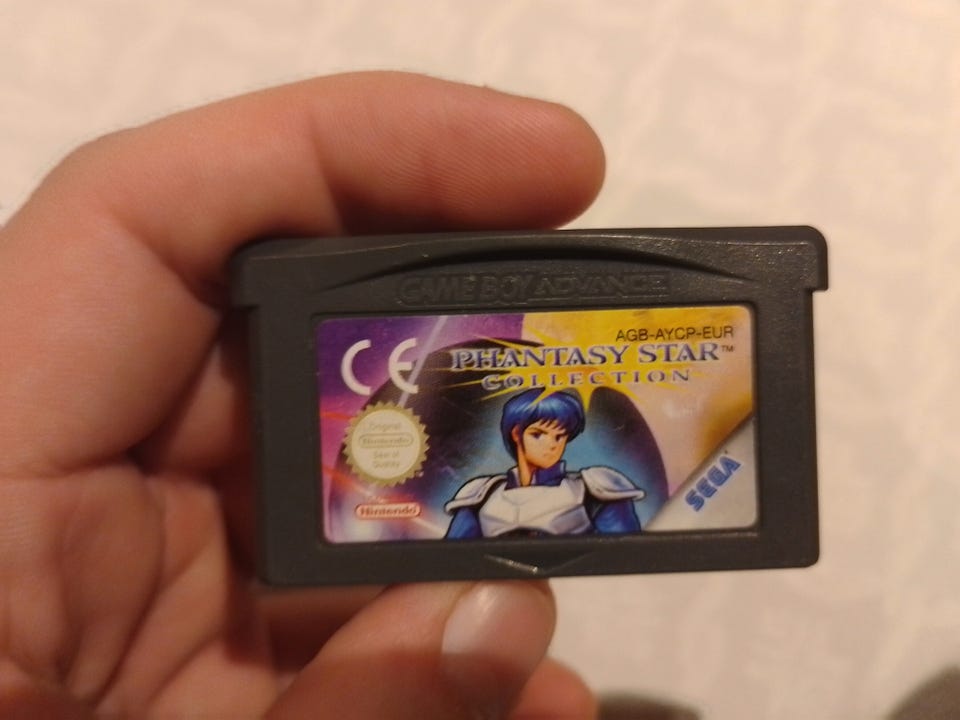 GAME BOY ADVANCE
AGB-AYCP-EUR
CE
PHANTASY STAR™
COLLECTION
Original
Nintendo
Seal of
Quality
SEGA
Nintendo